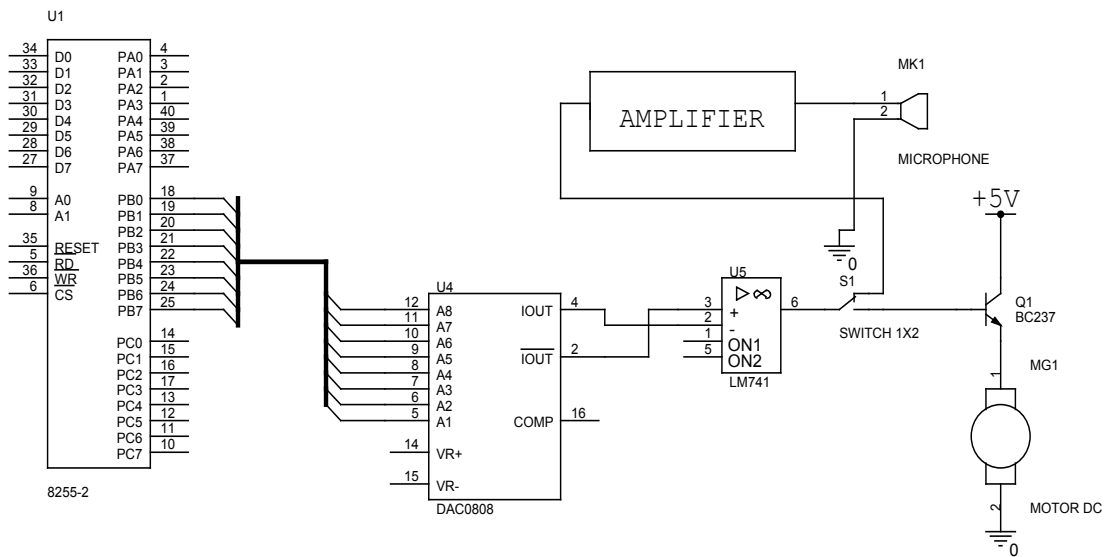 U1
34 D0 PA0 4
33 D1 PA1 3
32 D2 PA2 2
31 D3 PA3 1
30 D4 PA4 40
29 D5 PA5 39
28 D6 PA6 38
27 D7 PA7 37
9 A0 PB0 18
8 A1 PB1 19
PB2 20
35 RESET PB3 21
5 RD PB4 22
36 WR PB5 23
6 CS PB6 24
PB7 25
PC0 14
PC1 15
PC2 16
PC3 17
PC4 13
PC5 12
PC6 11
PC7 10
8255-2
U4
12 A8 IOUT 4
11 A7
10 A6
9 A5 IOUT 2
8 A4
7 A3
6 A2
5 A1 COMP 16
14 VR+
15 VR-
DAC0808
AMPLIFIER
MK1
1
2
MICROPHONE
0
U5
▷ ∞
3 + 6
2 -
1 ON1
5 ON2
LM741
S1
SWITCH 1X2
+5V
Q1
BC237
MG1
1
2
MOTOR DC
0